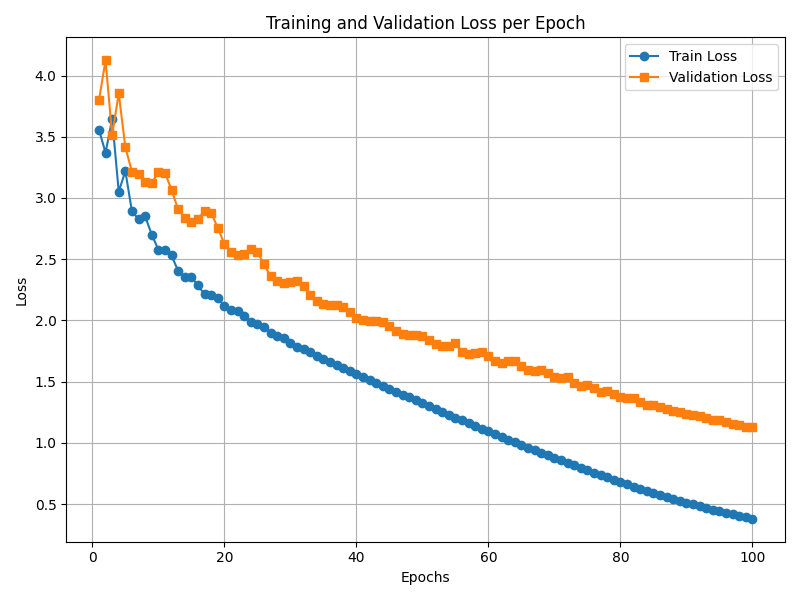 Training and Validation Loss per Epoch
Train Loss
Validation Loss
4.0
3.5
3.0
2.5
2.0
1.5
1.0
0.5
Loss
0 20 40 60 80 100
Epochs